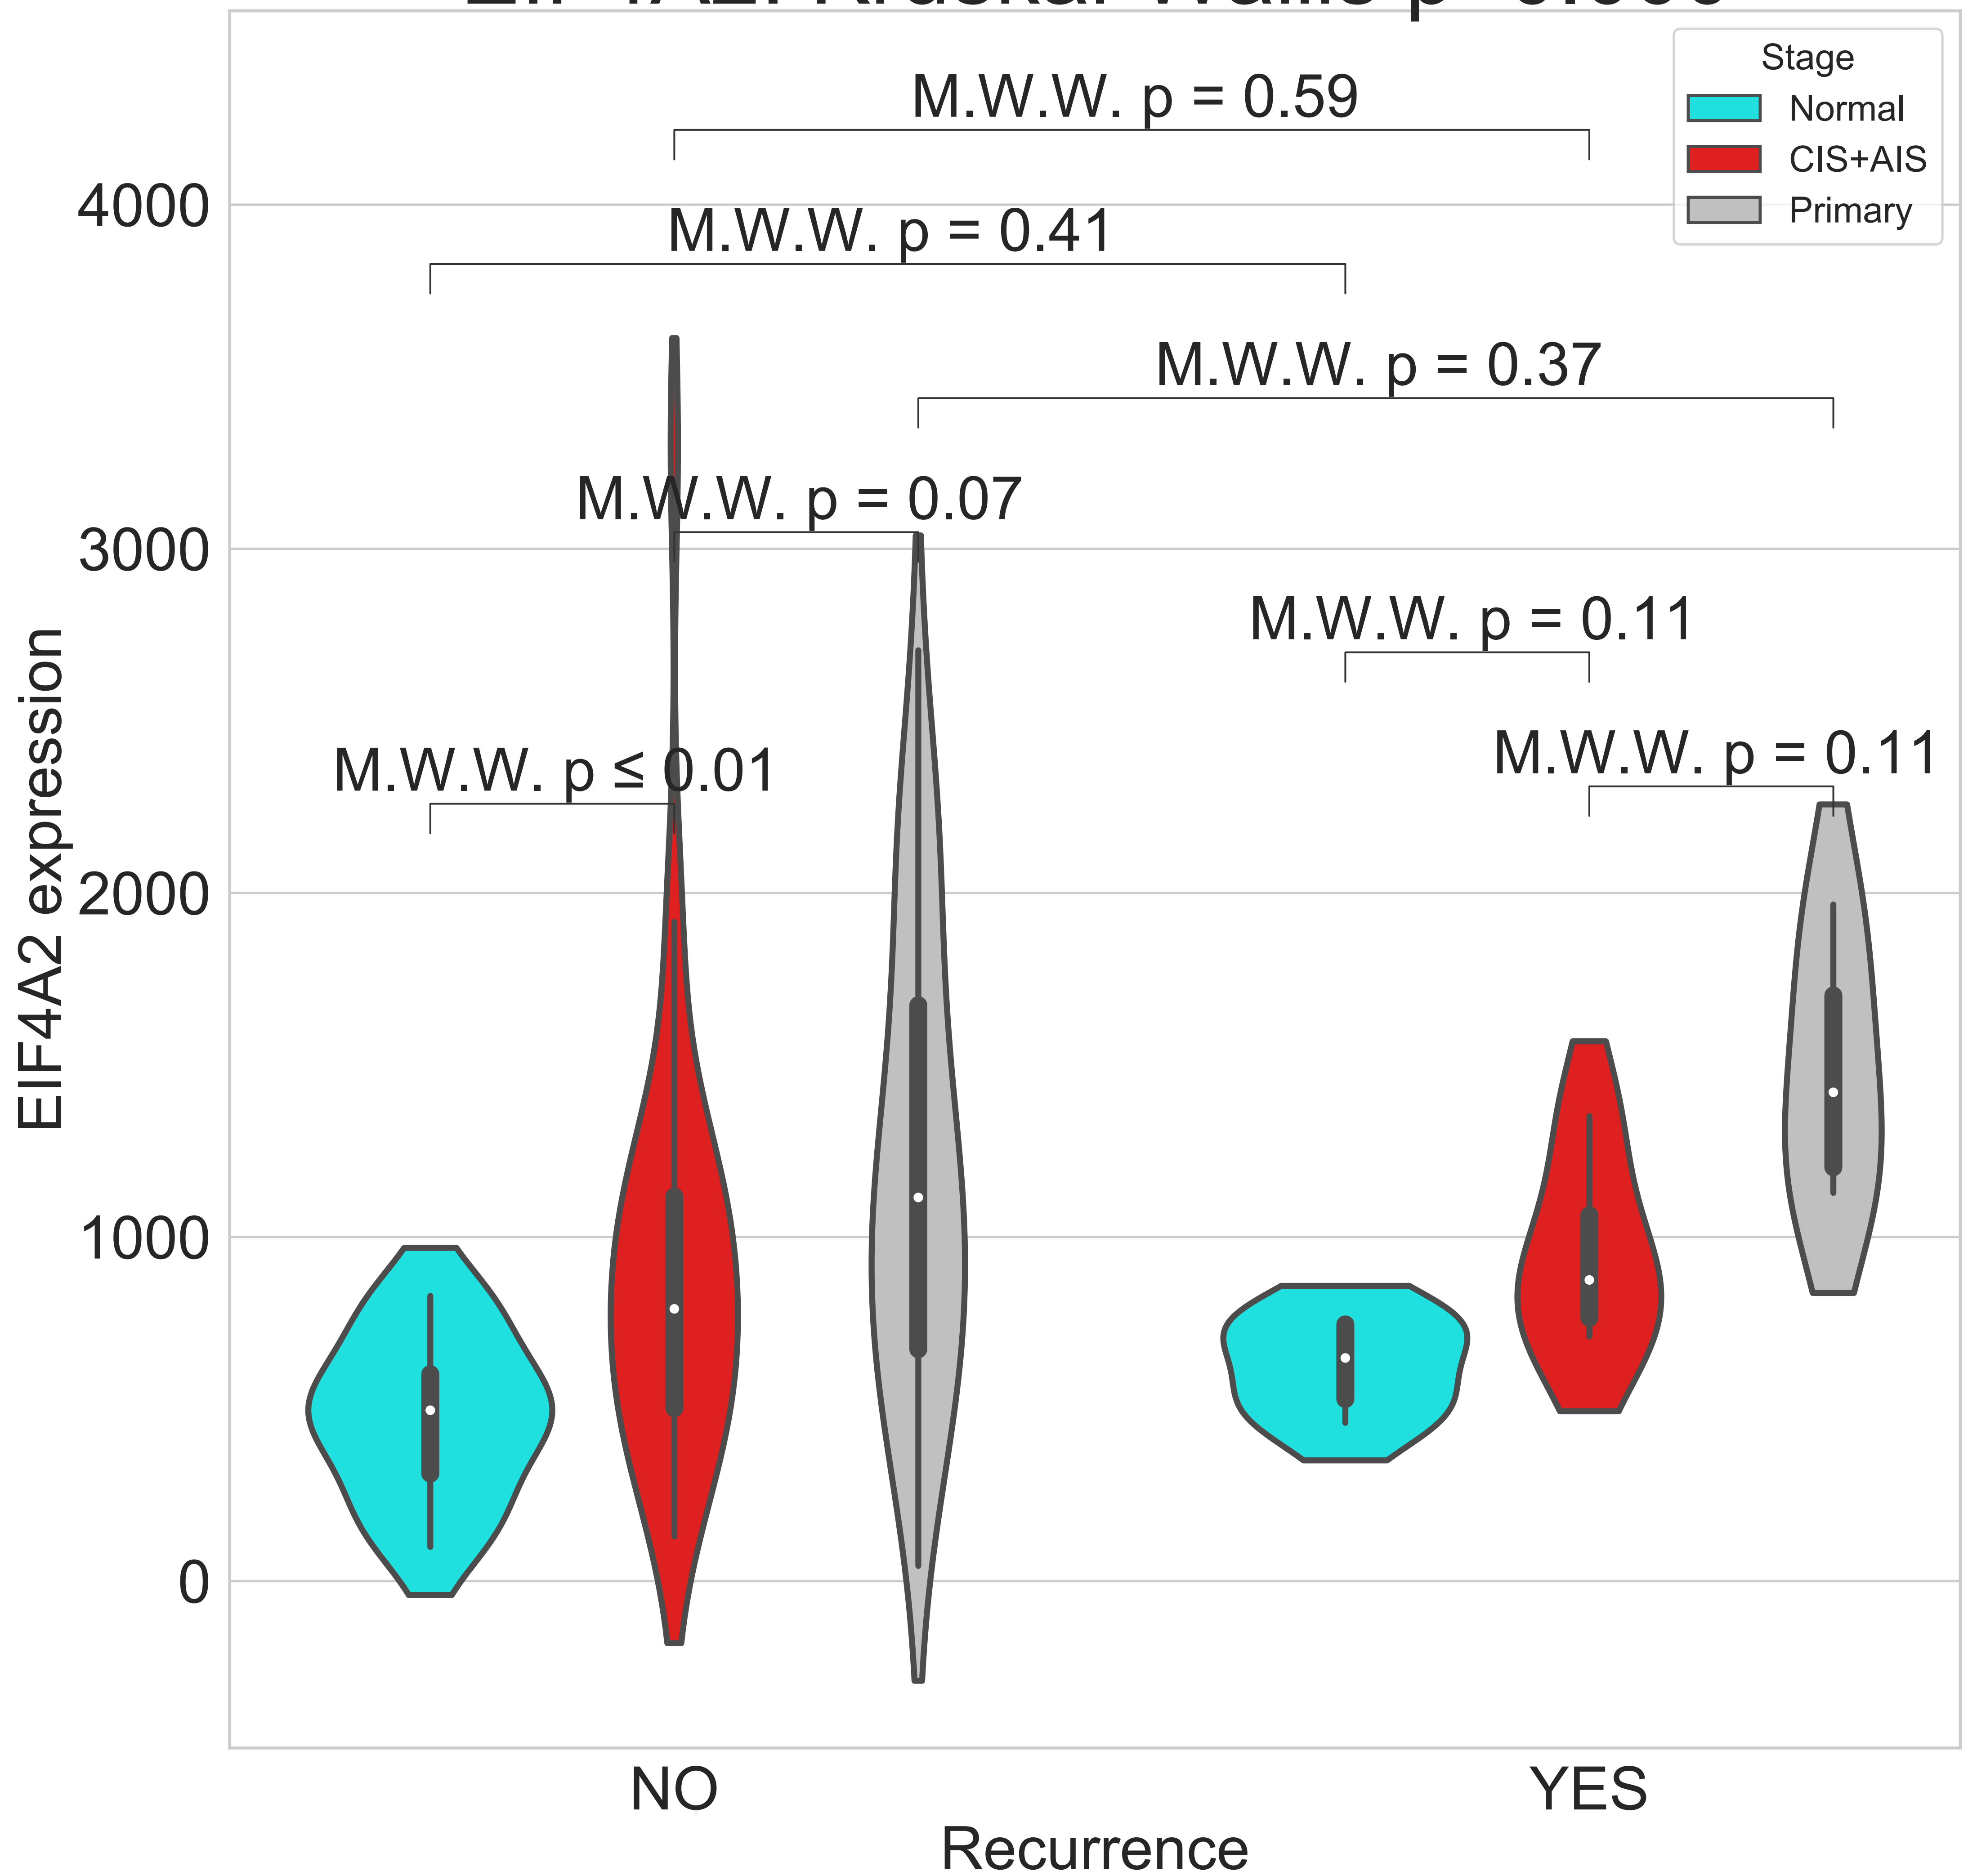 Stage
Normal
CIS+AIS
Primary
M.W.W. p = 0.59
M.W.W. p = 0.41
M.W.W. p = 0.37
M.W.W. p = 0.07
M.W.W. p = 0.11
M.W.W. p = 0.11
M.W.W. p ≤ 0.01
4000
3000
2000
1000
0
EIF4A2 expression
NO
YES
Recurrence